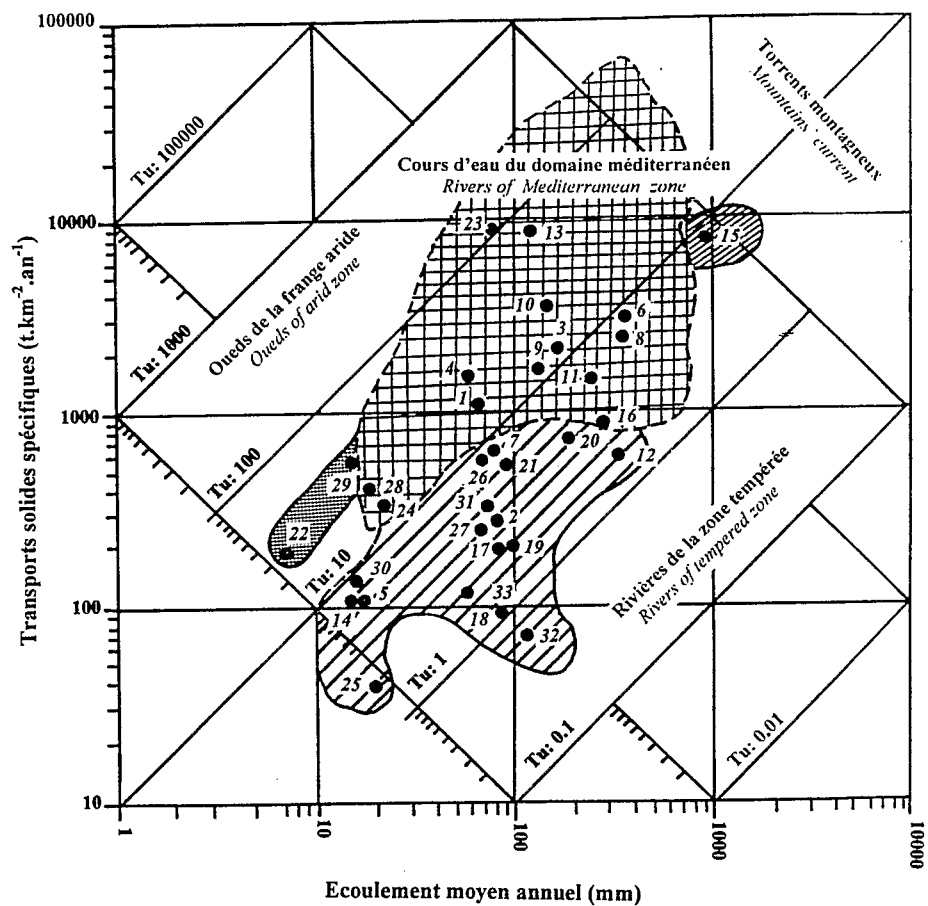 100000
10000
1000
100
10
Transports solides spécifiques (t.km-2.an-1)
1
10
100
1000
10000
Ecoulement moyen annuel (mm)
Tu: 100000
Tu: 1000
Tu: 100
Tu: 10
Tu: 1
Tu: 0.1
Tu: 0.01
Torrents montagneux
Mountains' current
Cours d'eau du domaine méditerranéen
Rivers of Mediterranean zone
Oueds de la frange aride
Oueds of arid zone
Rivières de la zone tempérée
Rivers of tempered zone
23
13
15
10
6
3
8
9
4
11
1
16
7
20
12
26
21
29
28
24
31
2
27
22
17
19
30
5
33
14
18
32
25